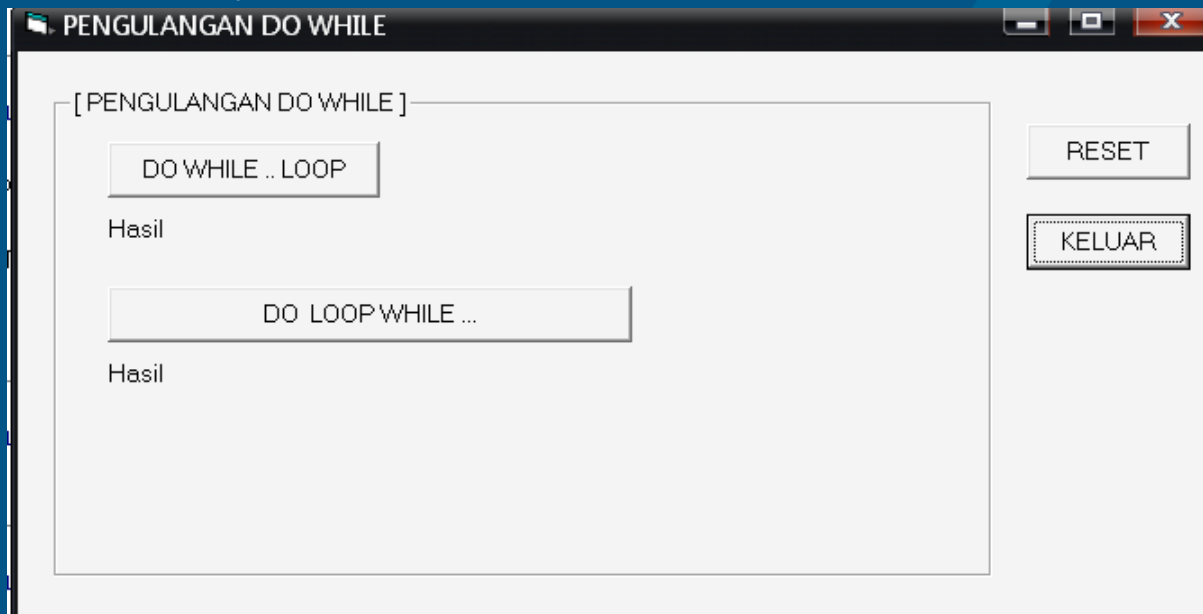 PENGULANGAN DO WHILE
[ PENGULANGAN DO WHILE ]
DO WHILE .. LOOP
RESET
Hasil
KELUAR
DO LOOP WHILE ...
Hasil